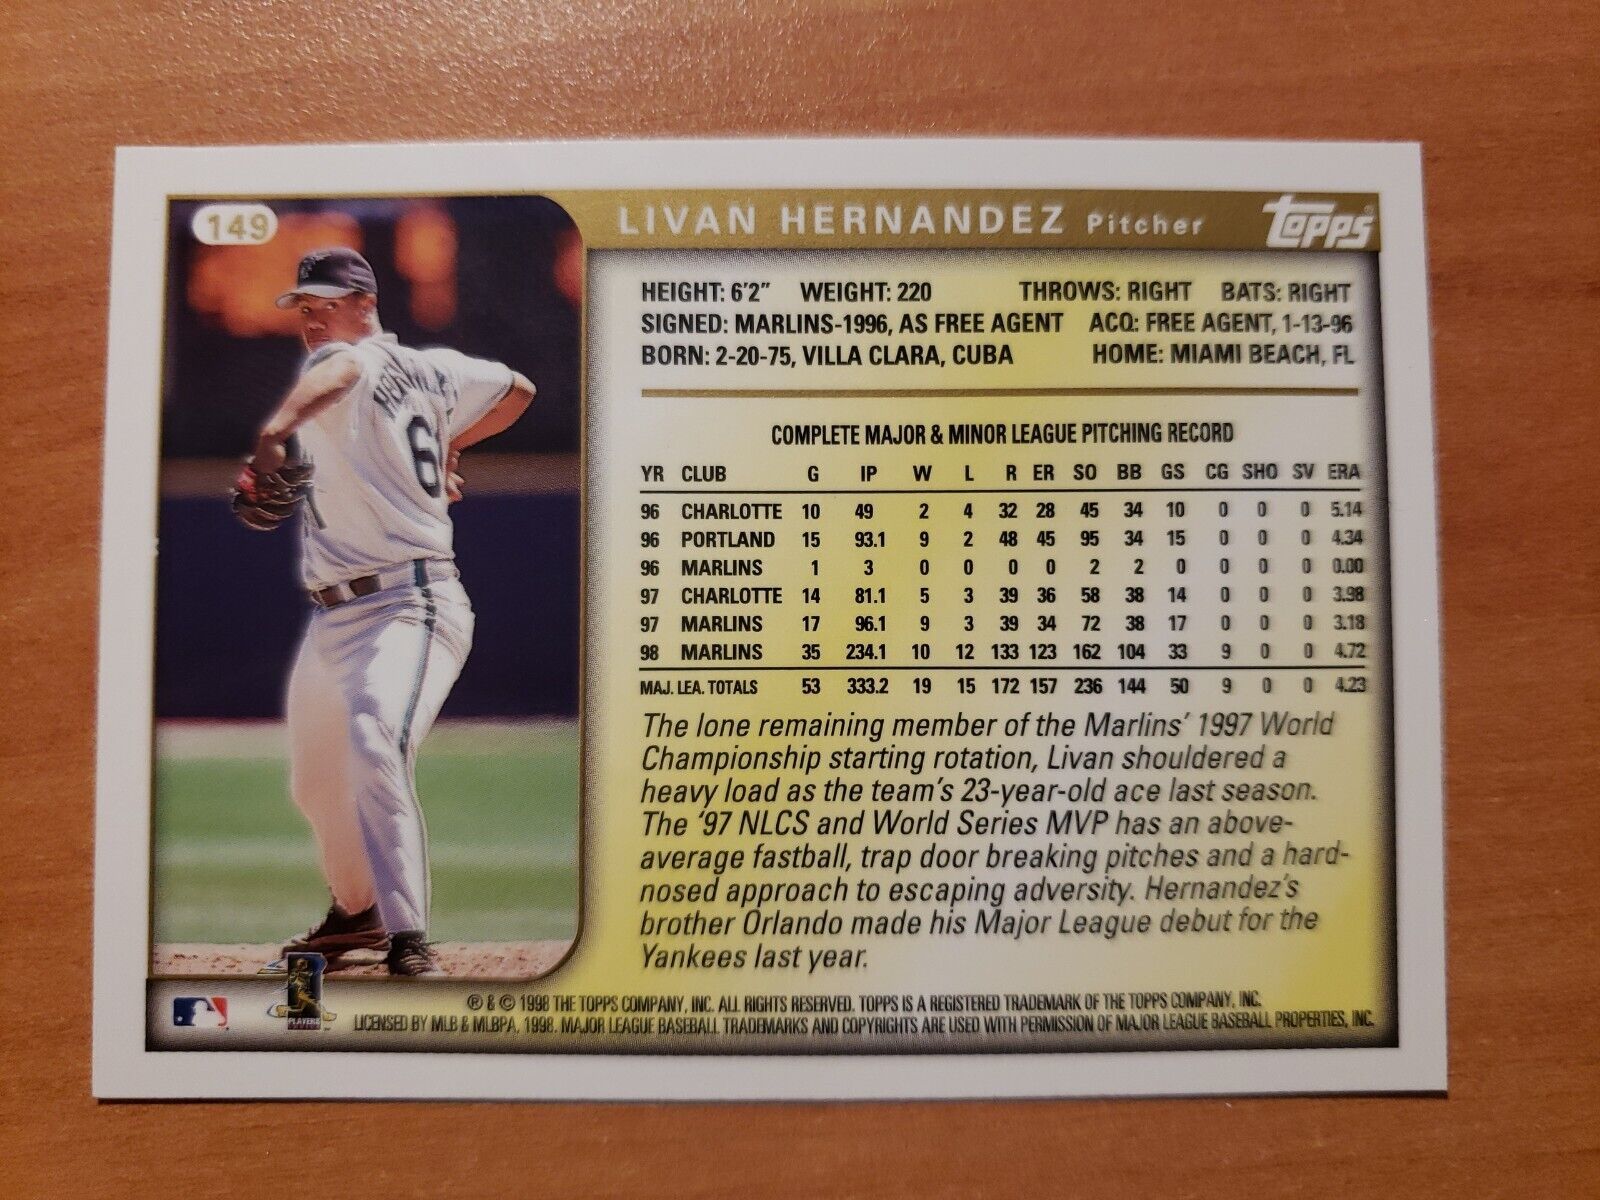 149
LIVAN HERNANDEZ Pitcher topps
HEIGHT: 6'2" WEIGHT: 220 THROWS: RIGHT BATS: RIGHT
SIGNED: MARLINS-1996, AS FREE AGENT ACQ: FREE AGENT, 1-13-96
BORN: 2-20-75, VILLA CLARA, CUBA HOME: MIAMI BEACH, FL
COMPLETE MAJOR & MINOR LEAGUE PITCHING RECORD
YR CLUB G IP W L R ER SO BB GS CG SHO SV ERA
96 CHARLOTTE 10 49 2 4 32 28 45 34 10 0 0 0 5.14
96 PORTLAND 15 93.1 9 2 48 45 95 34 15 0 0 0 4.34
96 MARLINS 1 3 0 0 0 0 2 2 0 0 0 0 0.00
97 CHARLOTTE 14 81.1 5 3 39 36 58 38 14 0 0 0 3.98
97 MARLINS 17 96.1 9 3 39 34 72 38 17 0 0 0 3.18
98 MARLINS 35 234.1 10 12 133 123 162 104 33 9 0 0 4.72
MAJ. LEA. TOTALS 53 333.2 19 15 172 157 236 144 50 9 0 0 4.23
The lone remaining member of the Marlins' 1997 World
Championship starting rotation, Livan shouldered a
heavy load as the team's 23-year-old ace last season.
The '97 NLCS and World Series MVP has an above-
average fastball, trap door breaking pitches and a hard-
nosed approach to escaping adversity. Hernandez's
brother Orlando made his Major League debut for the
Yankees last year.
® & © 1998 THE TOPPS COMPANY, INC. ALL RIGHTS RESERVED. TOPPS IS A REGISTERED TRADEMARK OF THE TOPPS COMPANY, INC.
LICENSED BY MLB & MLBPA, 1998. MAJOR LEAGUE BASEBALL TRADEMARKS AND COPYRIGHTS ARE USED WITH PERMISSION OF MAJOR LEAGUE BASEBALL PROPERTIES, INC.
PLAYERS